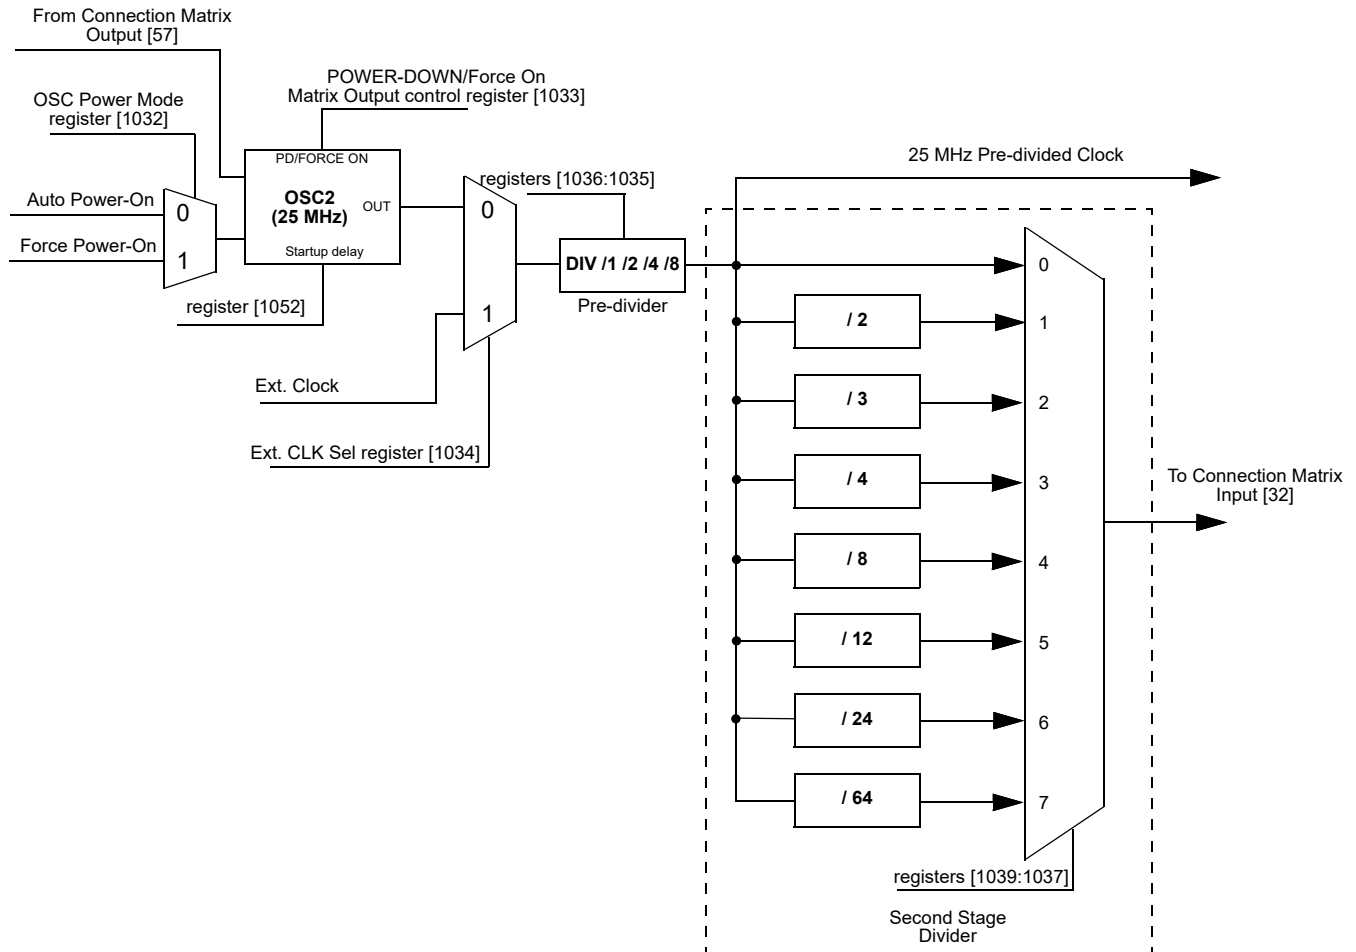 From Connection Matrix
Output [57]
POWER-DOWN/Force On
Matrix Output control register [1033]
OSC Power Mode
register [1032]
PD/FORCE ON
OSC2
(25 MHz)
OUT
Startup delay
Auto Power-On
0
Force Power-On
1
register [1052]
registers [1036:1035]
0
1
DIV /1 /2 /4 /8
Pre-divider
Ext. Clock
Ext. CLK Sel register [1034]
25 MHz Pre-divided Clock
0
/ 2
1
/ 3
2
/ 4
3
/ 8
4
/ 12
5
/ 24
6
/ 64
7
To Connection Matrix
Input [32]
registers [1039:1037]
Second Stage
Divider